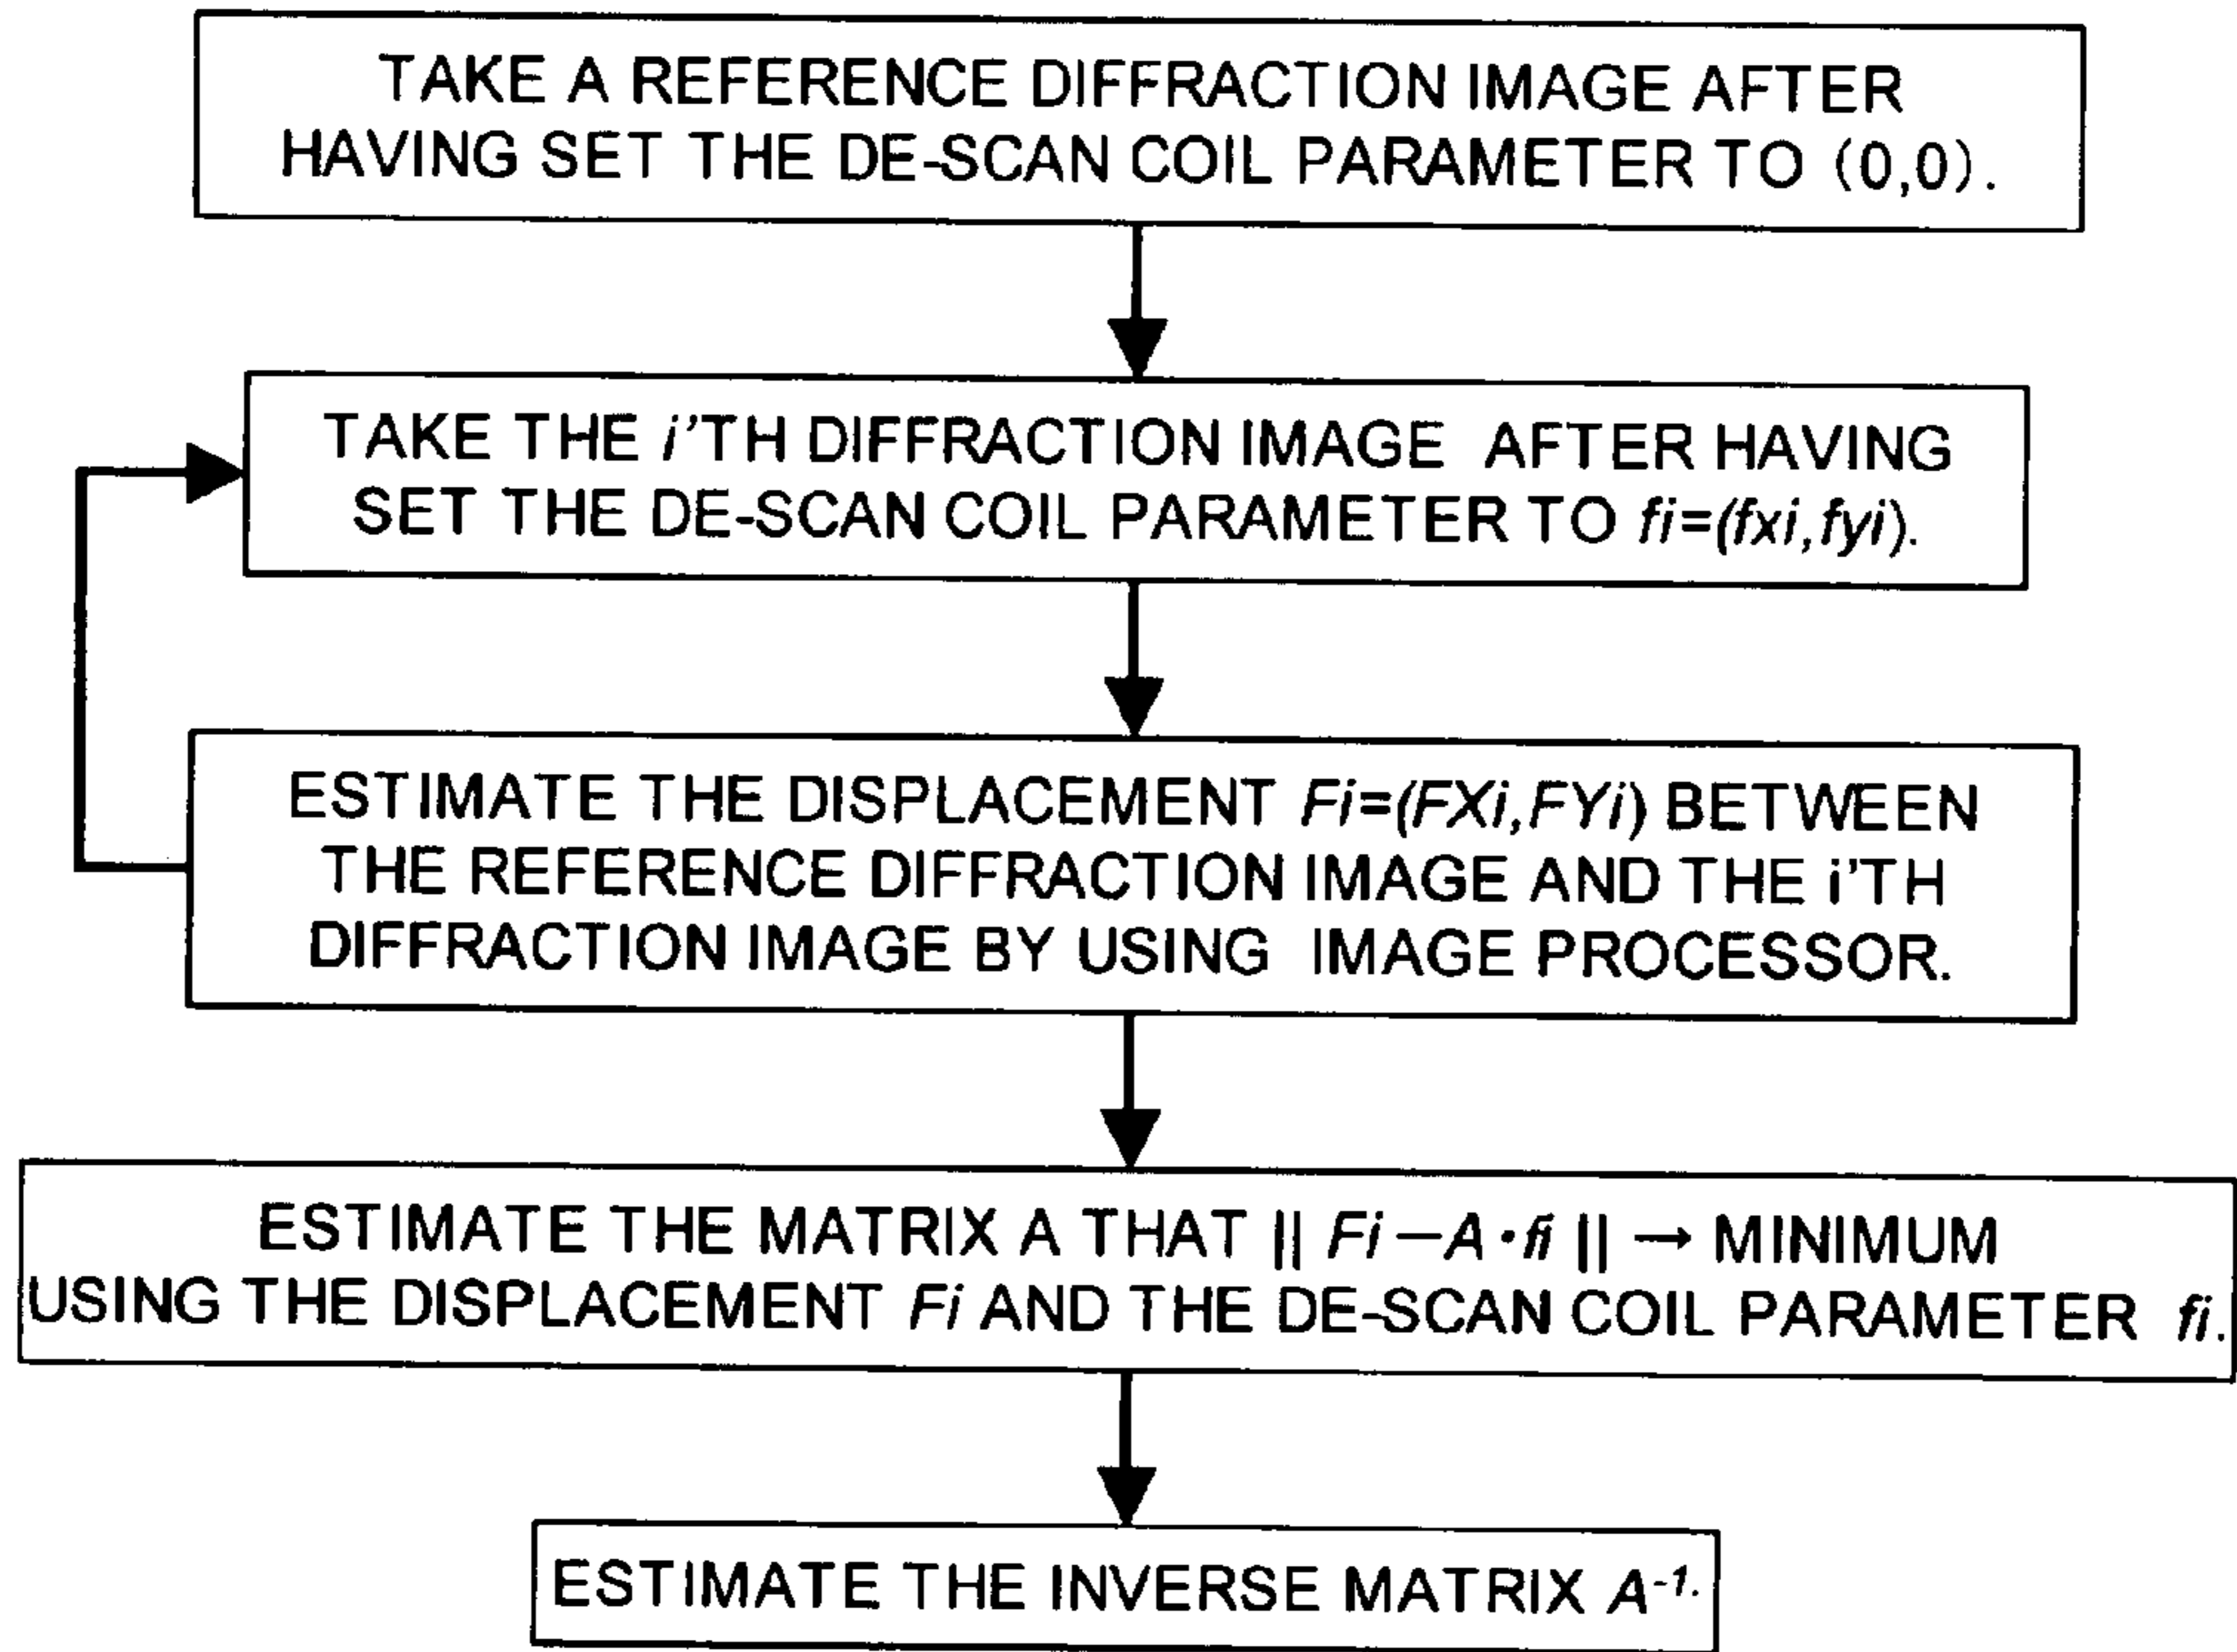 TAKE A REFERENCE DIFFRACTION IMAGE AFTER
HAVING SET THE DE-SCAN COIL PARAMETER TO (0,0).
TAKE THE i'TH DIFFRACTION IMAGE AFTER HAVING
SET THE DE-SCAN COIL PARAMETER TO fi=(fxi,fyi).
ESTIMATE THE DISPLACEMENT Fi=(FXi,FYi) BETWEEN
THE REFERENCE DIFFRACTION IMAGE AND THE i'TH
DIFFRACTION IMAGE BY USING IMAGE PROCESSOR.
ESTIMATE THE MATRIX A THAT || Fi−A•fi || → MINIMUM
USING THE DISPLACEMENT Fi AND THE DE-SCAN COIL PARAMETER fi.
ESTIMATE THE INVERSE MATRIX A⁻¹.